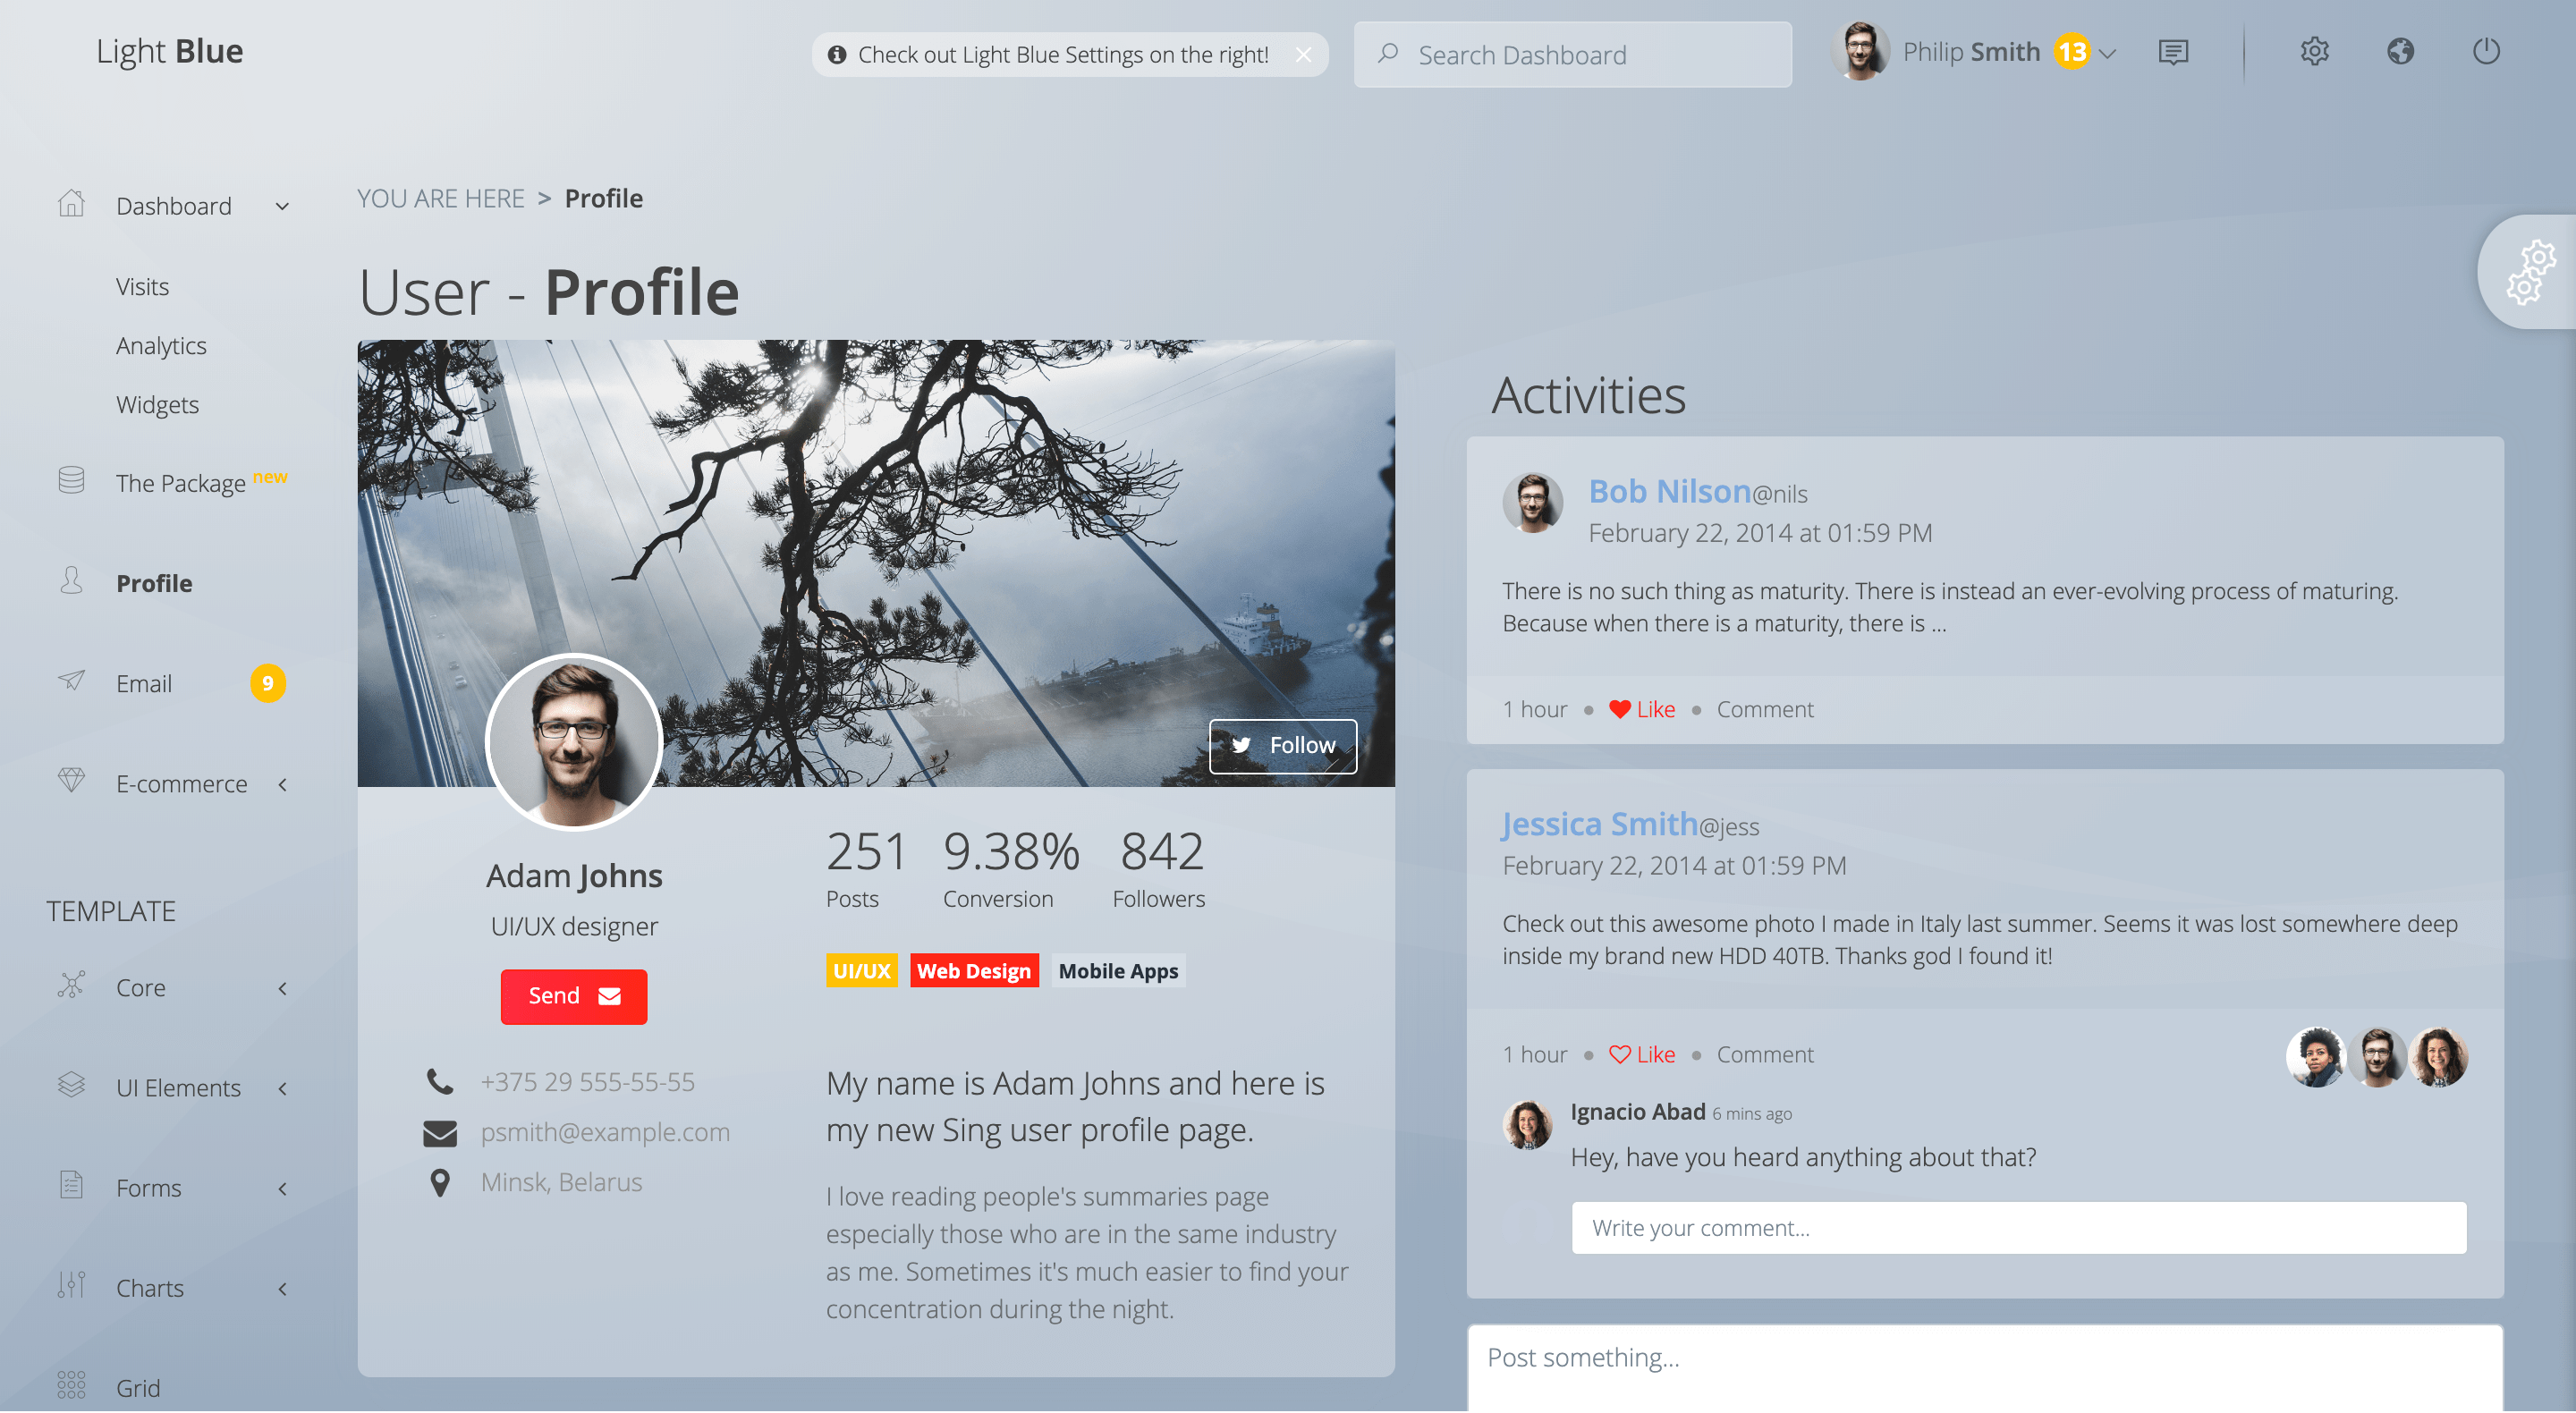 Light Blue
Check out Light Blue Settings on the right!
Search Dashboard
Philip Smith 13
Dashboard
Visits
Analytics
Widgets
The Package new
Profile
Email 9
E-commerce
TEMPLATE
Core
UI Elements
Forms
Charts
Grid
YOU ARE HERE > Profile
User - Profile
Follow
Adam Johns
UI/UX designer
Send
+375 29 555-55-55
psmith@example.com
Minsk, Belarus
251 9.38% 842
Posts Conversion Followers
UI/UX Web Design Mobile Apps
My name is Adam Johns and here is
my new Sing user profile page.
I love reading people's summaries page
especially those who are in the same industry
as me. Sometimes it's much easier to find your
concentration during the night.
Activities
Bob Nilson@nils
February 22, 2014 at 01:59 PM
There is no such thing as maturity. There is instead an ever-evolving process of maturing.
Because when there is a maturity, there is ...
1 hour • Like • Comment
Jessica Smith@jess
February 22, 2014 at 01:59 PM
Check out this awesome photo I made in Italy last summer. Seems it was lost somewhere deep
inside my brand new HDD 40TB. Thanks god I found it!
1 hour • Like • Comment
Ignacio Abad 6 mins ago
Hey, have you heard anything about that?
Write your comment...
Post something...